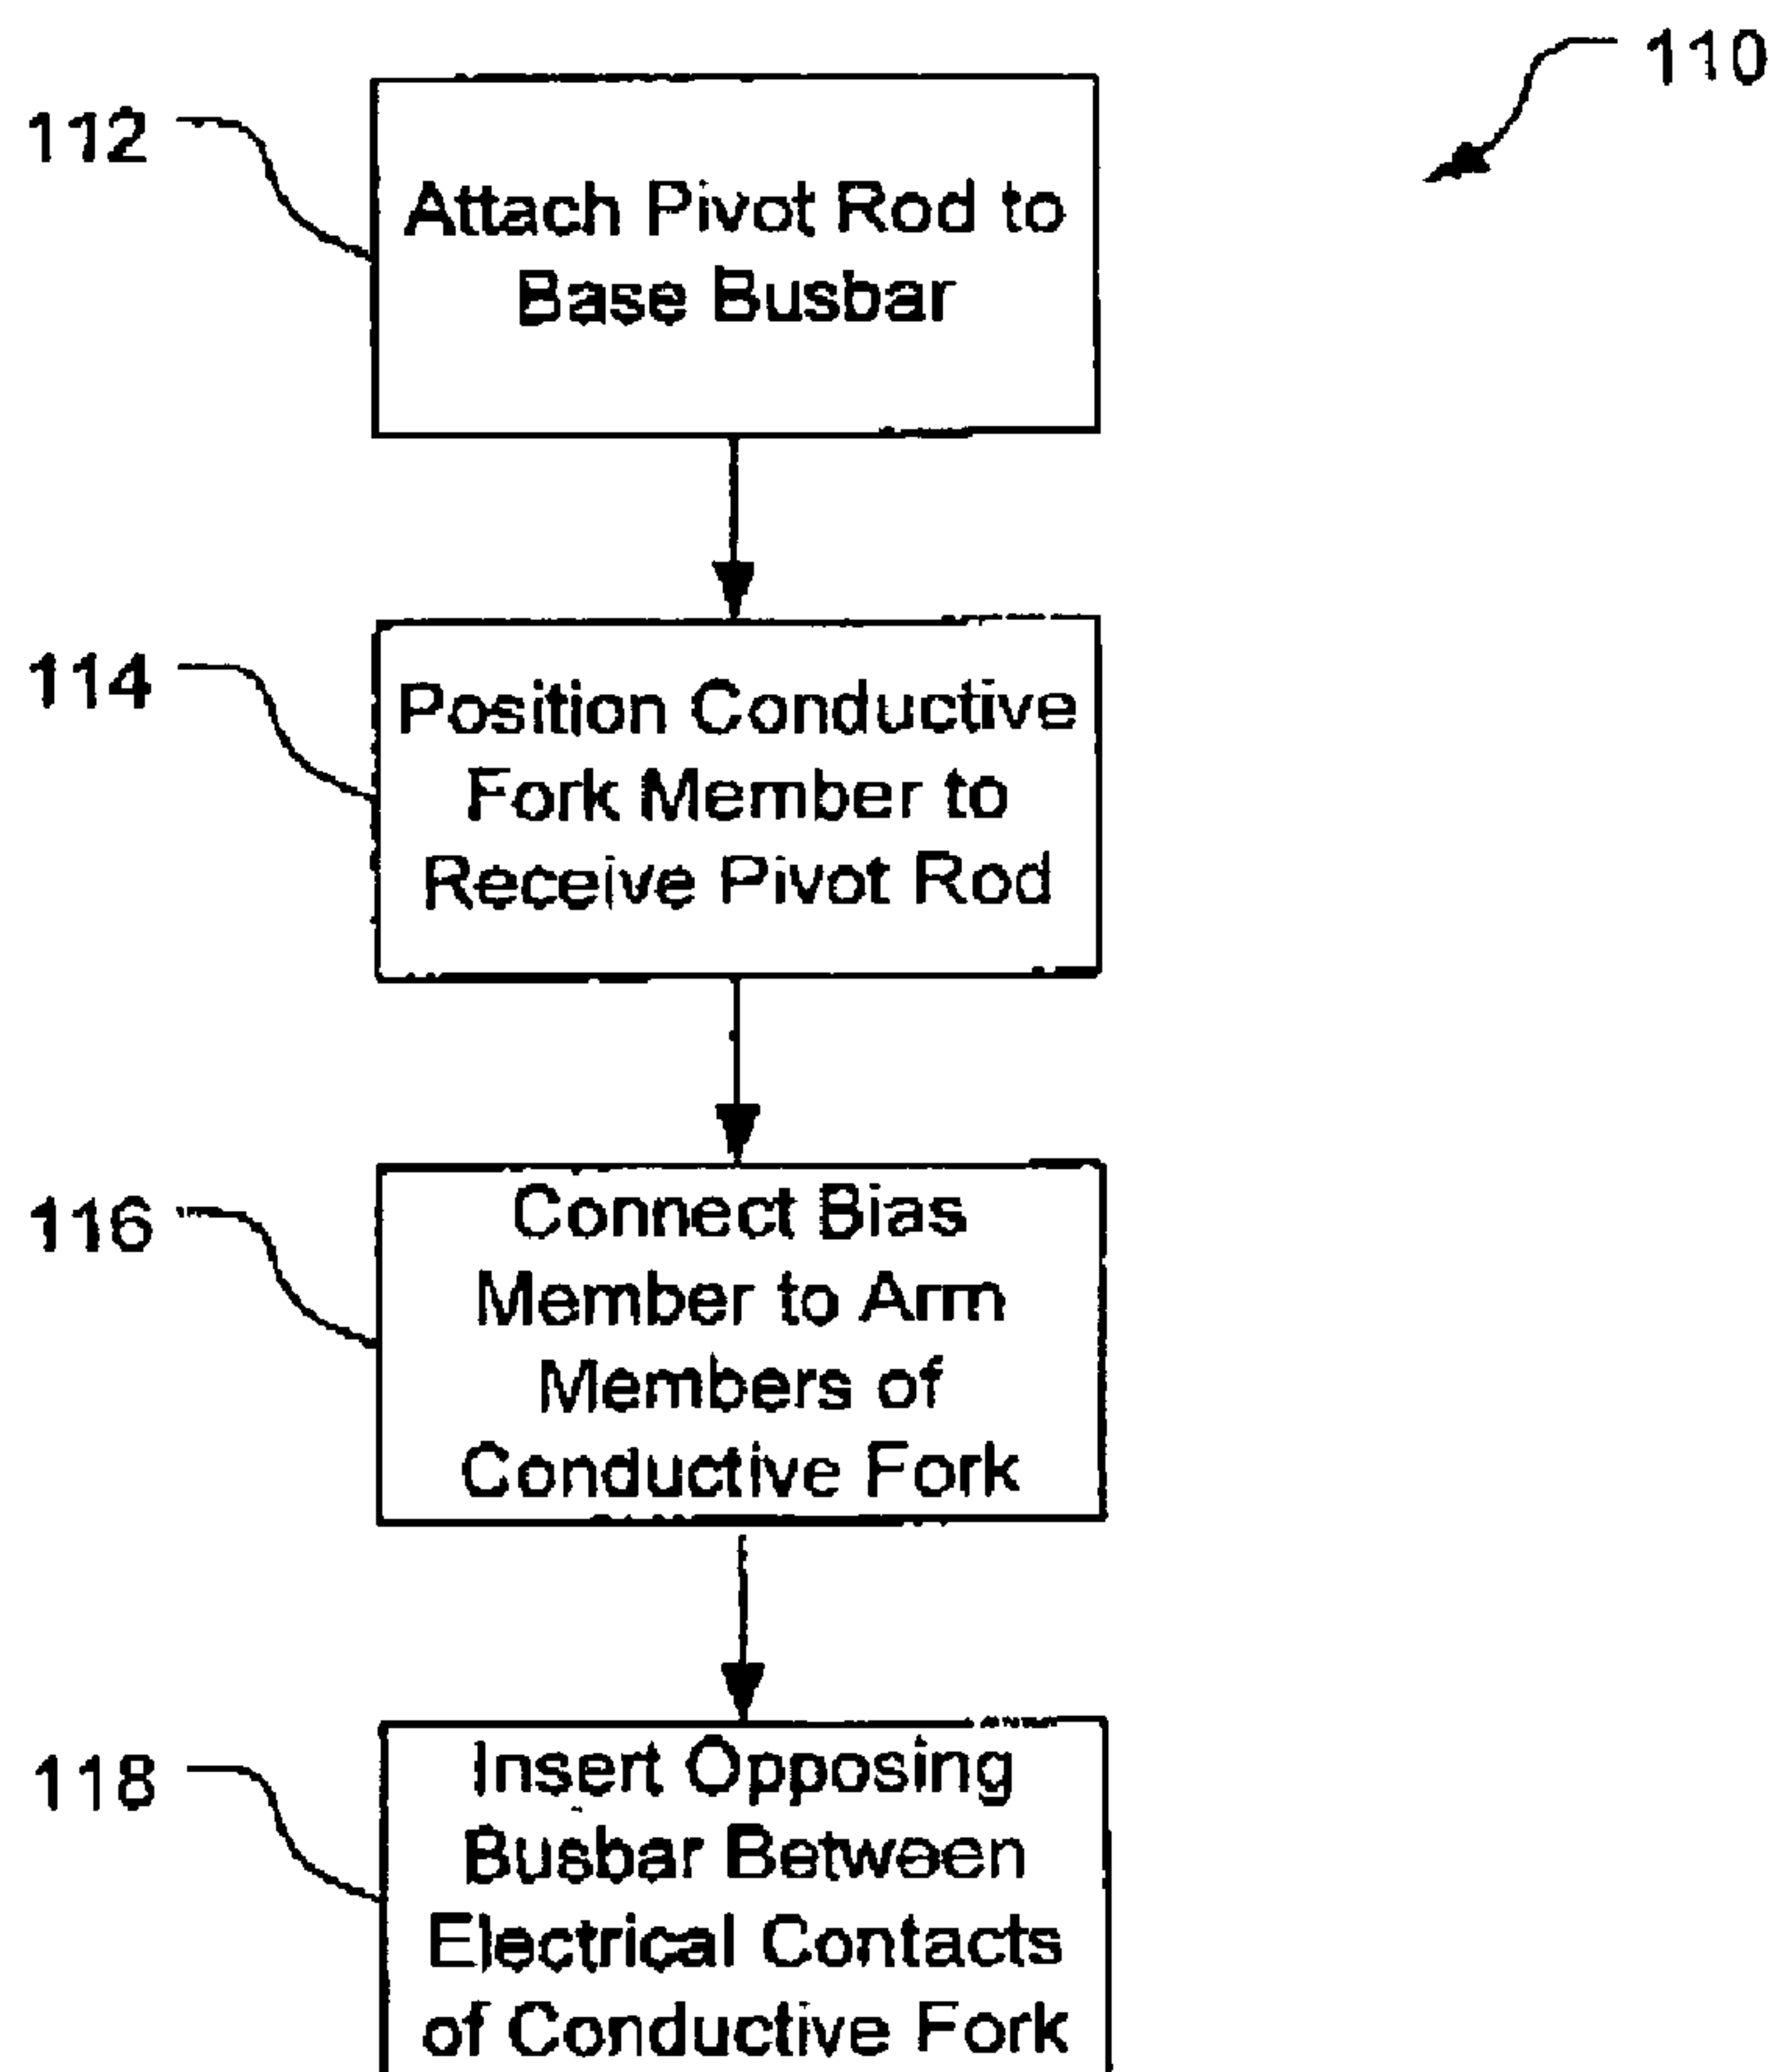 110
112
Attach Pivot Rod to
Base Busbar
114
Position Conductive
Fork Member to
Receive Pivot Rod
116
Connect Bias
Member to Arm
Members of
Conductive Fork
118
Insert Opposing
Busbar Between
Electrical Contacts
of Conductive Fork